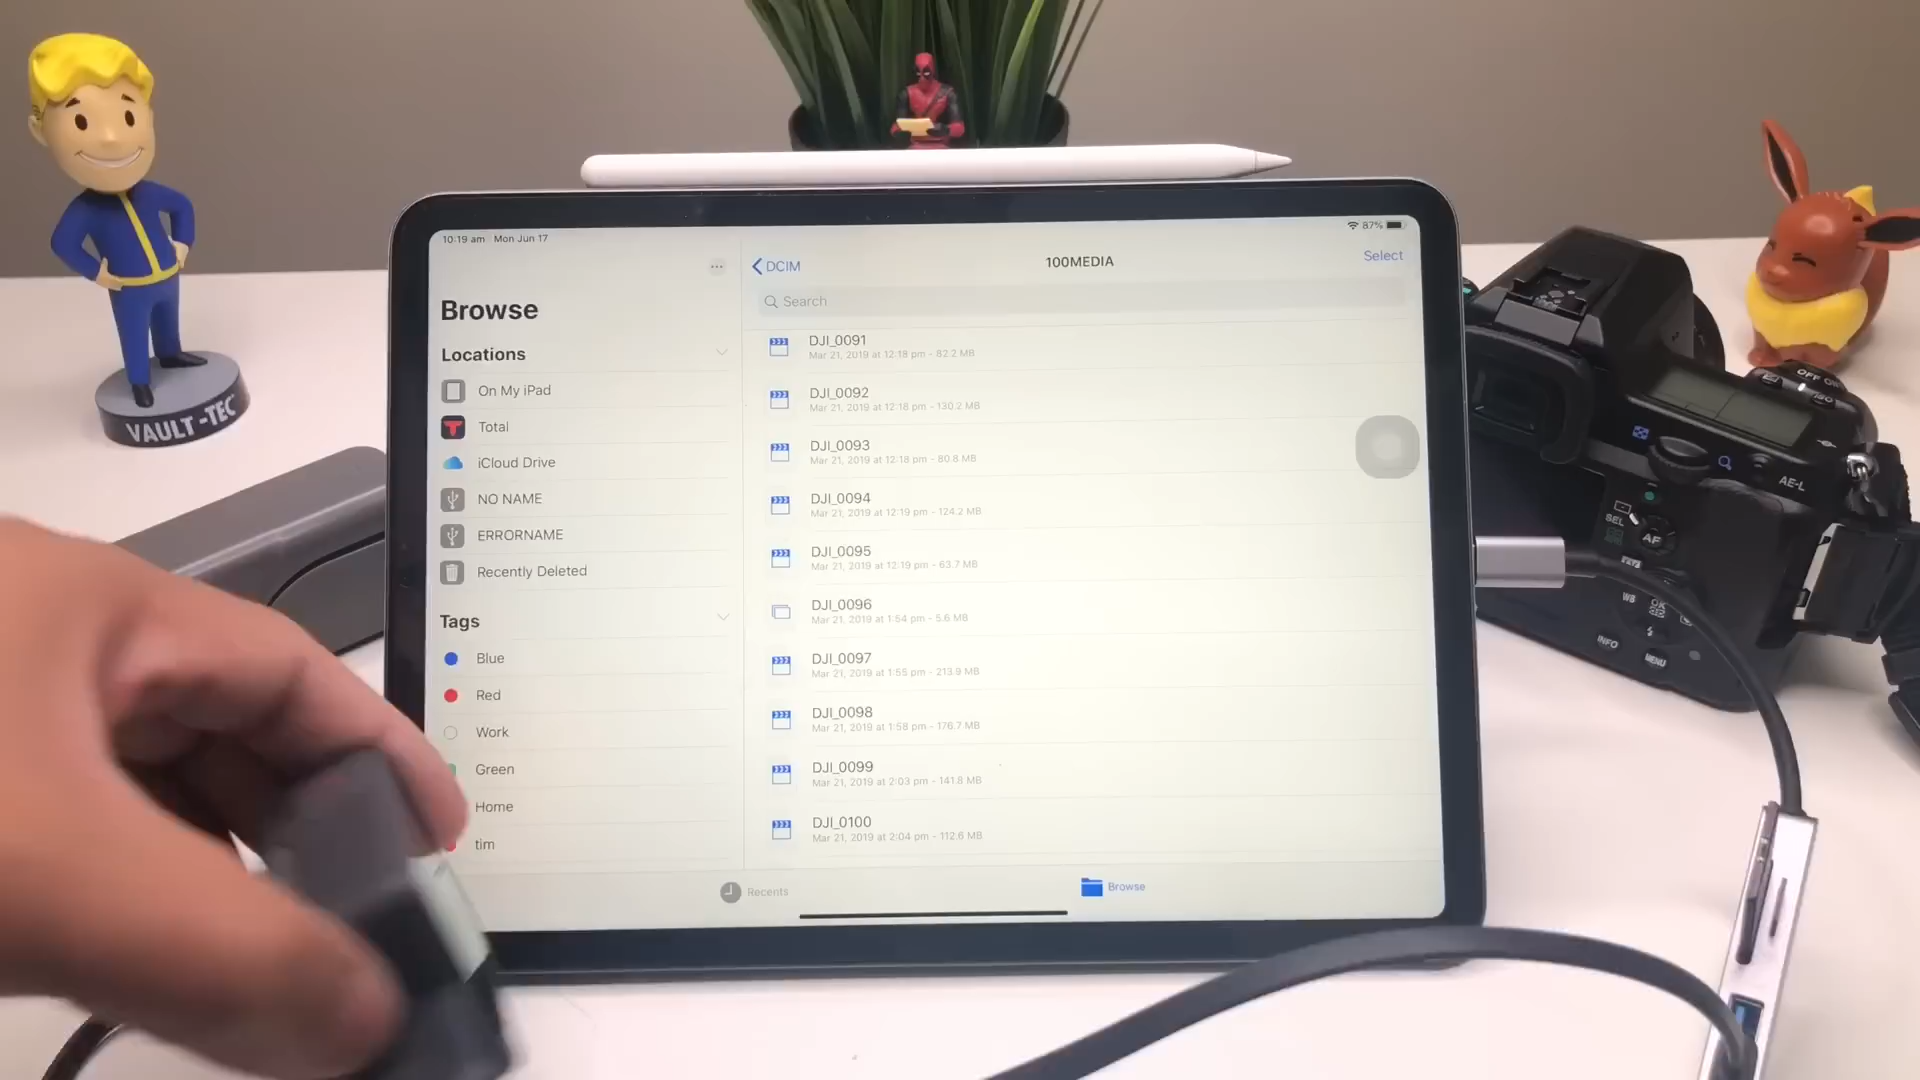 10:19 am Mon Jun 17
87%
Browse
Locations
On My iPad
Total
iCloud Drive
NO NAME
ERRORNAME
Recently Deleted
Tags
Blue
Red
Work
Green
Home
tim
DCIM
100MEDIA
Select
Search
DJI_0091
Mar 21, 2019 at 12:18 pm - 82.2 MB
DJI_0092
Mar 21, 2019 at 12:18 pm - 130.2 MB
DJI_0093
Mar 21, 2019 at 12:18 pm - 80.8 MB
DJI_0094
Mar 21, 2019 at 12:19 pm - 124.2 MB
DJI_0095
Mar 21, 2019 at 12:19 pm - 63.7 MB
DJI_0096
Mar 21, 2019 at 1:54 pm - 5.6 MB
DJI_0097
Mar 21, 2019 at 1:55 pm - 213.9 MB
DJI_0098
Mar 21, 2019 at 1:58 pm - 176.7 MB
DJI_0099
Mar 21, 2019 at 2:03 pm - 141.8 MB
DJI_0100
Mar 21, 2019 at 2:04 pm - 112.6 MB
Recents
Browse
VAULT-TEC
OFF ON
ISO
AE-L
SEL
AF
WB
OK
INFO
MENU